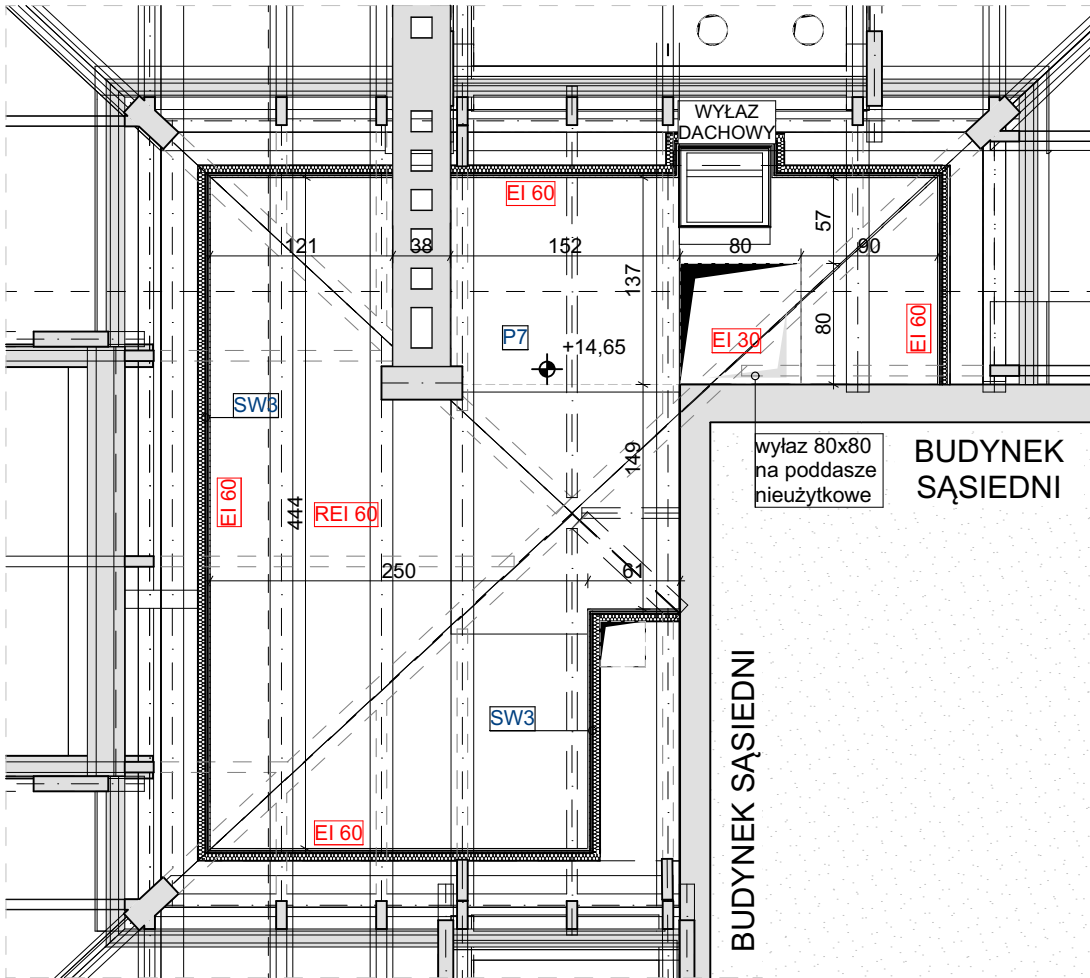 WYŁAZ
DACHOWY
EI 60
57
121
38
152
80
90
137
80
EI 60
P7
+14,65
EI 30
SW3
149
wyłaz 80x80
na poddasze
nieużytkowe
BUDYNEK
SĄSIEDNI
EI 60
444
REI 60
250
61
SW3
BUDYNEK SĄSIEDNI
EI 60